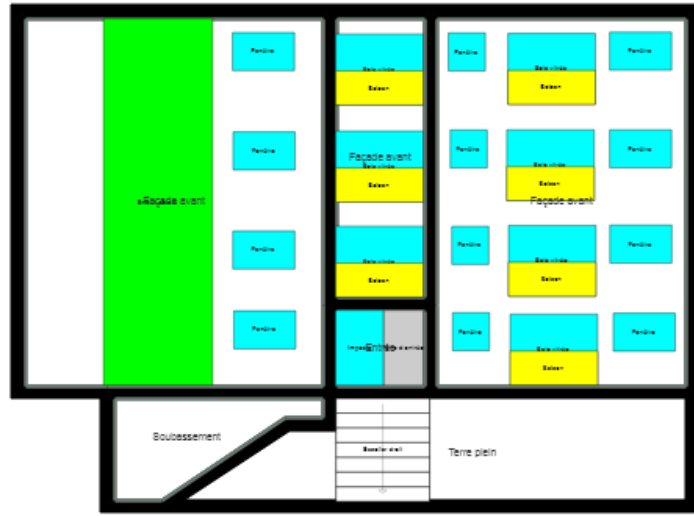 Fenêtre
Baie vitrée
Balcon
Fenêtre
Baie vitrée
Balcon
Fenêtre
Fenêtre
Façade avant
Balcon
Fenêtre
Baie vitrée
Balcon
Fenêtre
Façade avant
Façade avant
Fenêtre
Baie vitrée
Balcon
Fenêtre
Baie vitrée
Balcon
Fenêtre
Fenêtre
Entrée
Fenêtre
Baie vitrée
Balcon
Fenêtre
Soubassement
Escalier droit
Terre plein